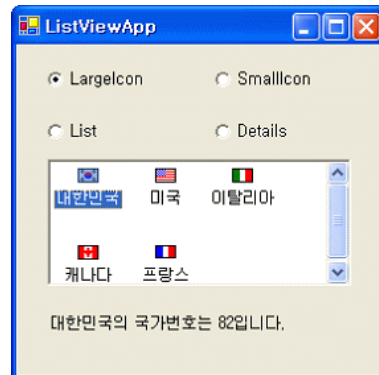 ListViewApp
LargeIcon SmallIcon
List Details
대한민국 미국 이탈리아
캐나다 프랑스
대한민국의 국가번호는 82입니다.